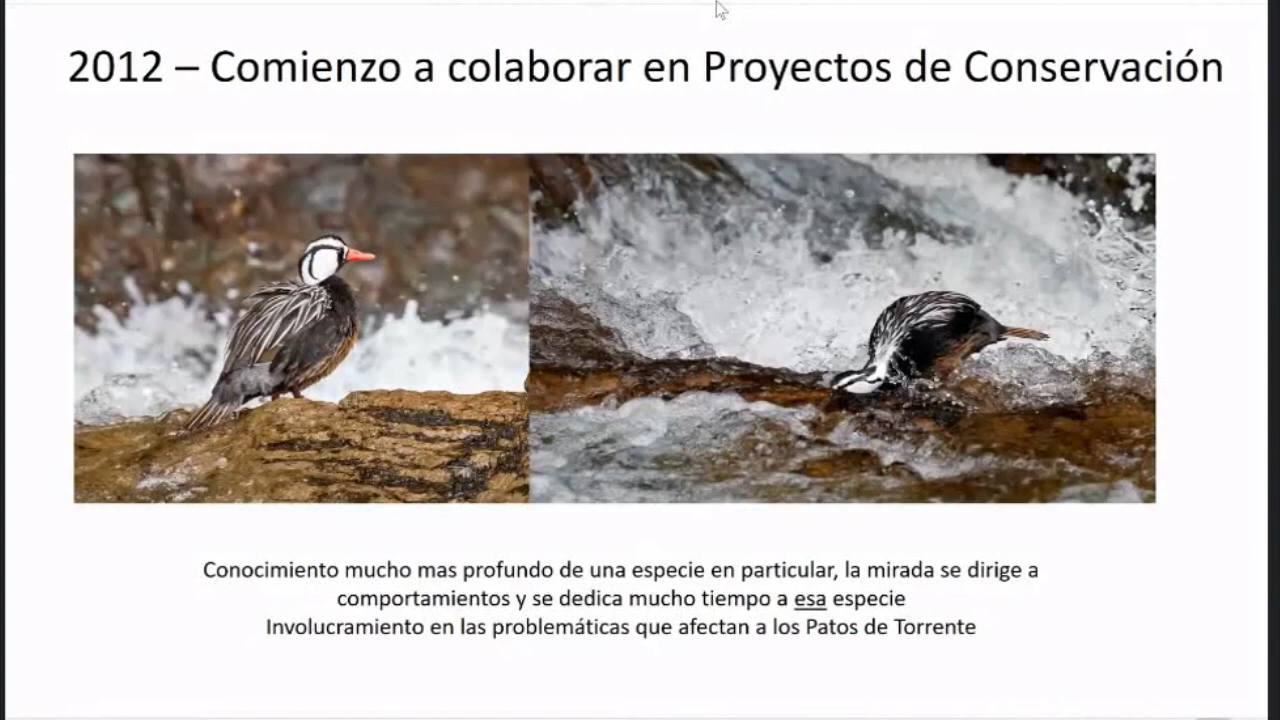 2012 – Comienzo a colaborar en Proyectos de Conservación
Conocimiento mucho mas profundo de una especie en particular, la mirada se dirige a
comportamientos y se dedica mucho tiempo a esa especie
Involucramiento en las problemáticas que afectan a los Patos de Torrente